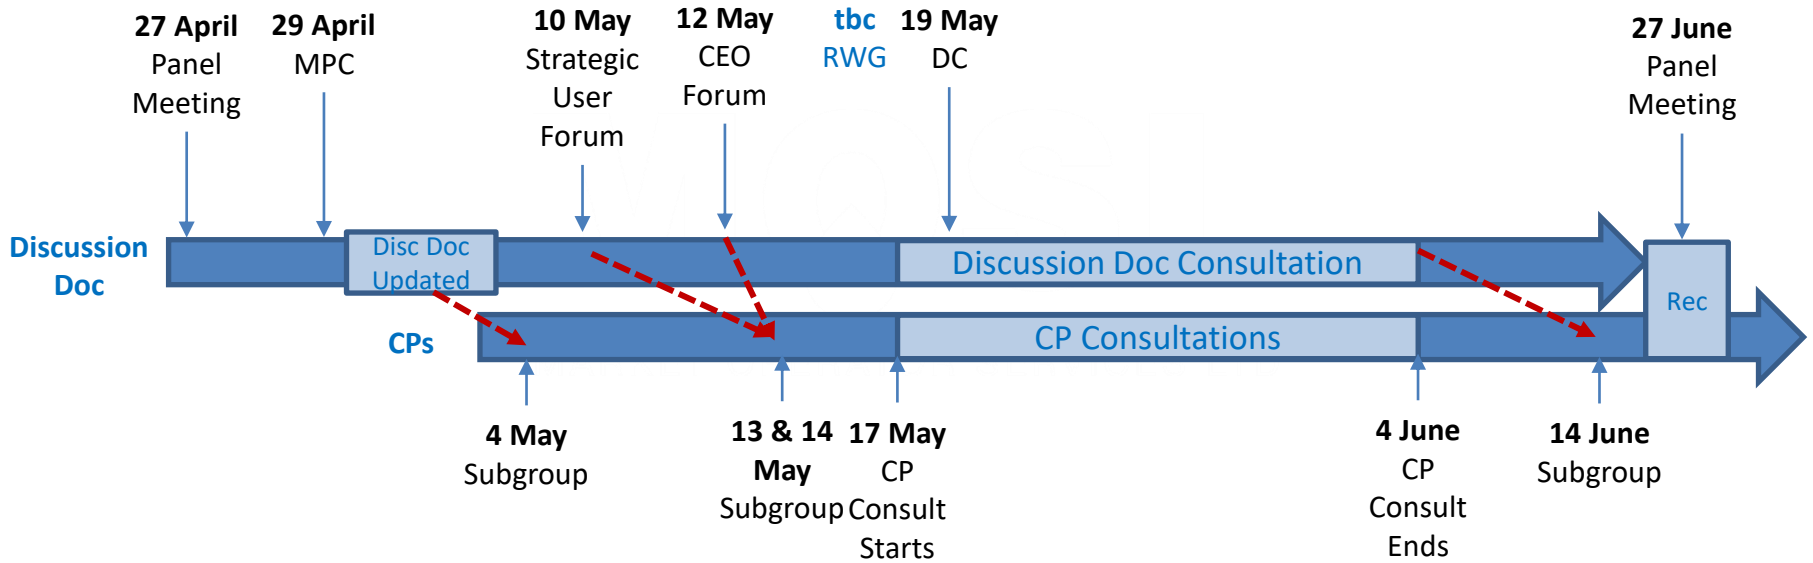 27 April
Panel
Meeting
29 April
MPC
10 May
Strategic
User
Forum
12 May
CEO
Forum
tbc
RWG
19 May
DC
27 June
Panel
Meeting
Discussion
Doc
Disc Doc
Updated
Discussion Doc Consultation
Rec
CPs
CP Consultations
4 May
Subgroup
13 & 14
May
Subgroup
17 May
CP
Consult
Starts
4 June
CP
Consult
Ends
14 June
Subgroup